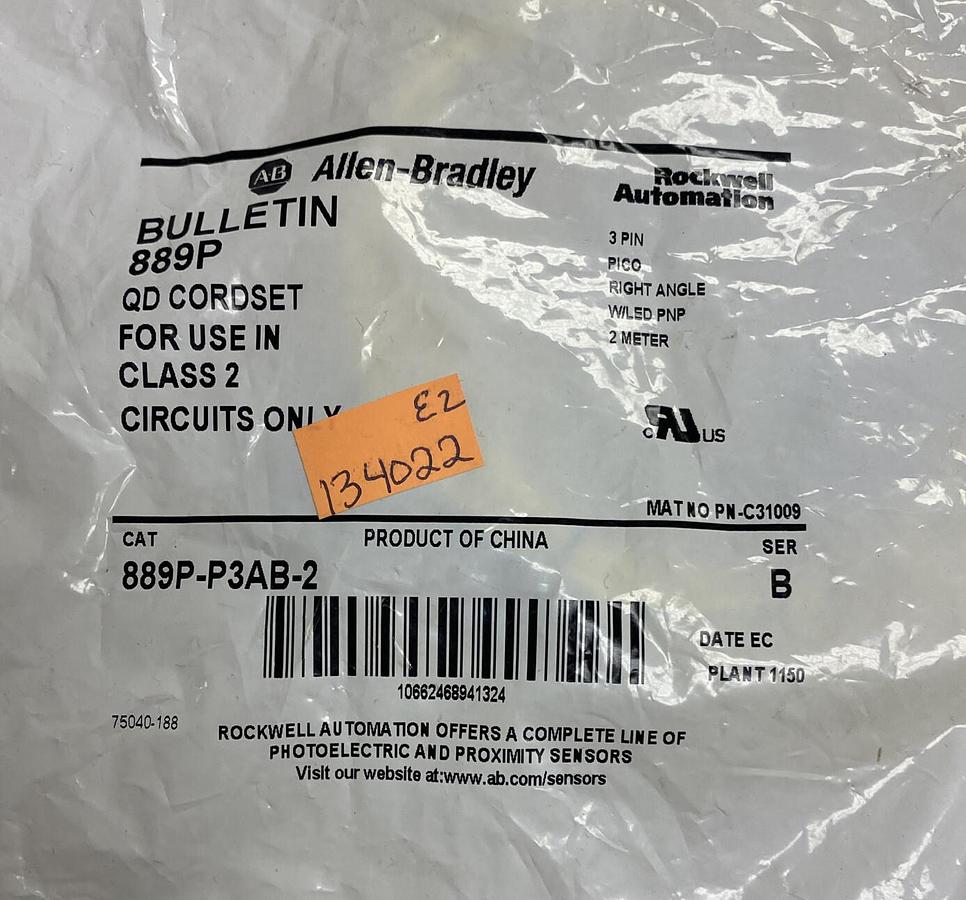 AB Allen-Bradley
Rockwell
Automation
BULLETIN
889P
QD CORDSET
FOR USE IN
CLASS 2
CIRCUITS ONLY
3 PIN
PICO
RIGHT ANGLE
W/LED PNP
2 METER
E2
134022
c RU US
MAT NO PN-C31009
CAT
PRODUCT OF CHINA
SER
889P-P3AB-2
B
DATE EC
PLANT 1150
10662468941324
75040-188
ROCKWELL AUTOMATION OFFERS A COMPLETE LINE OF
PHOTOELECTRIC AND PROXIMITY SENSORS
Visit our website at:www.ab.com/sensors